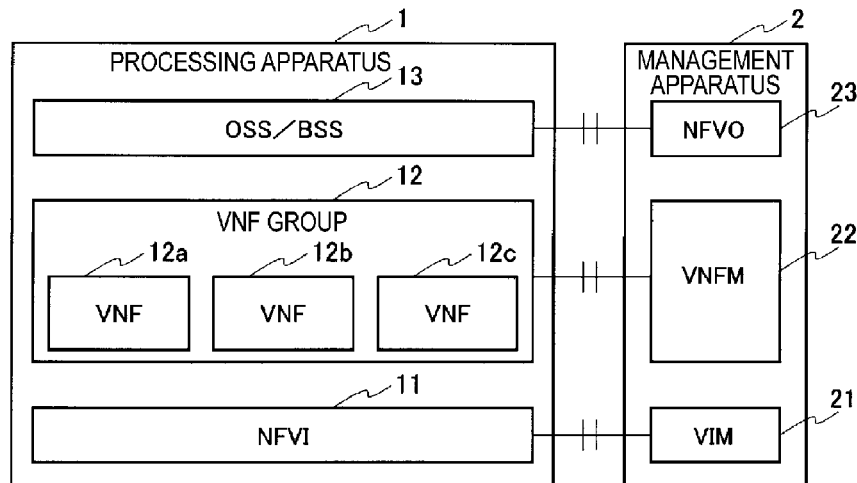 1
PROCESSING APPARATUS
13
OSS/BSS
12
VNF GROUP
12a
VNF
12b
VNF
12c
VNF
11
NFVI
2
MANAGEMENT
APPARATUS
23
NFVO
22
VNFM
21
VIM